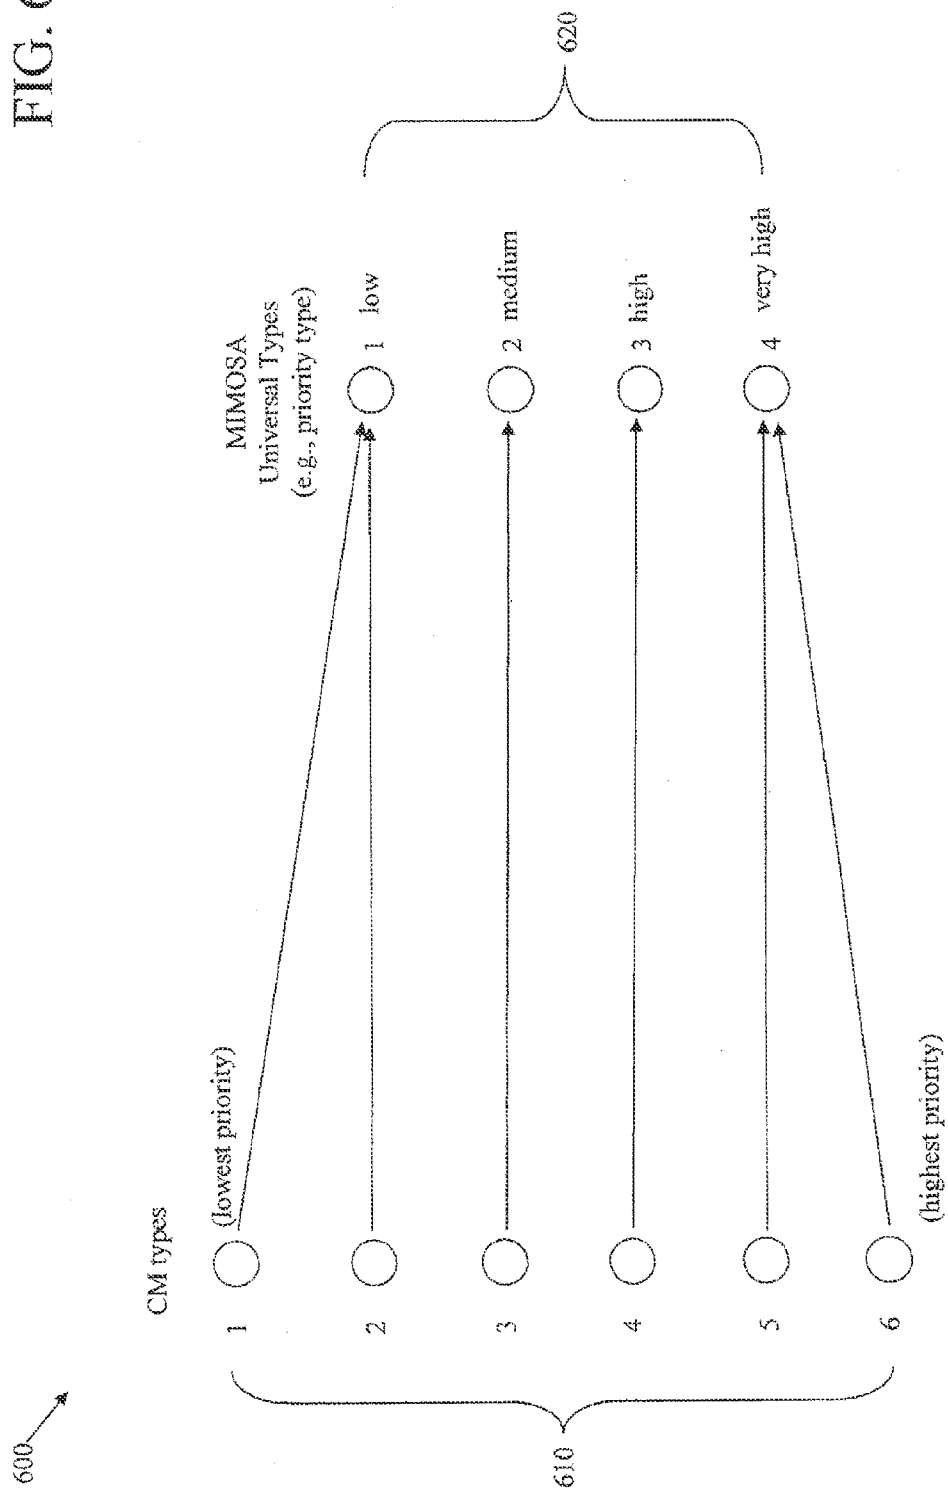 FIG. 6
600
CM types
(lowest priority)
1
2
3
4
5
6
(highest priority)
610
MIMOSA
Universal Types
(e.g., priority type)
1 low
2 medium
3 high
4 very high
620